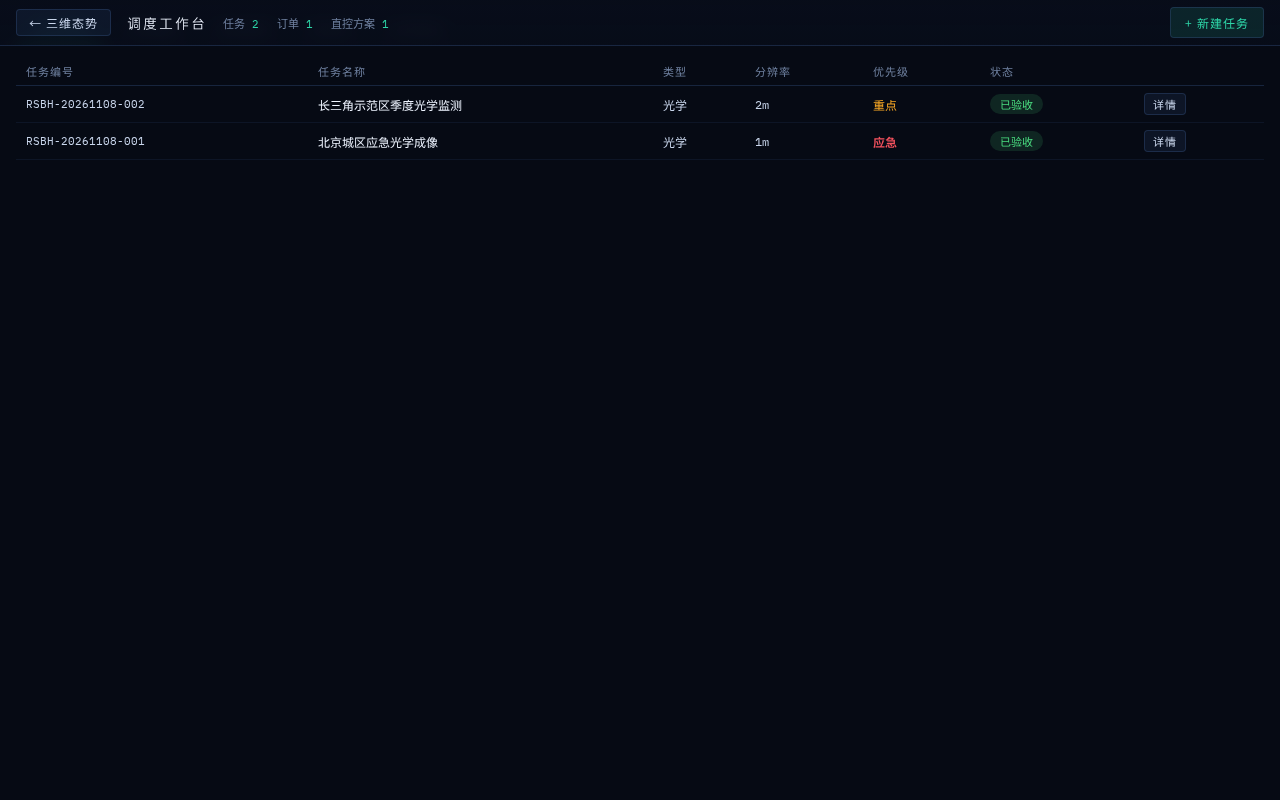 ← 三维态势 调度工作台 任务 2 订单 1 直控方案 1 + 新建任务
任务编号 任务名称 类型 分辨率 优先级 状态
RSBH-20261108-002 长三角示范区季度光学监测 光学 2m 重点 已验收 详情
RSBH-20261108-001 北京城区应急光学成像 光学 1m 应急 已验收 详情